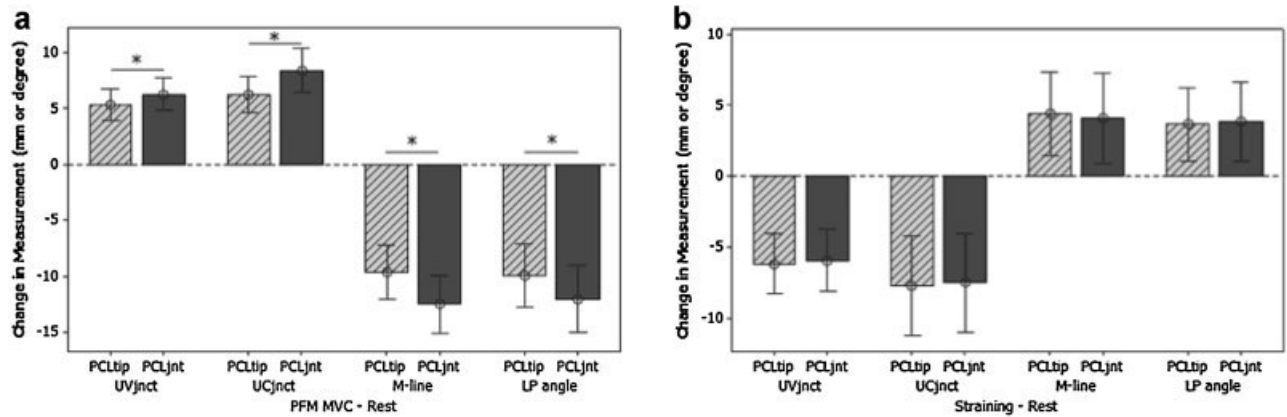 a
Change in Measurement (mm or degree)
10
5
0
-5
-10
-15
*
*
*
*
PCLtip PCLjnt PCLtip PCLjnt PCLtip PCLjnt PCLtip PCLjnt
UVjnct UCjnct M-line LP angle
PFM MVC - Rest
b
Change in Measurement (mm or degree)
10
5
0
-5
-10
PCLtip PCLjnt PCLtip PCLjnt PCLtip PCLjnt PCLtip PCLjnt
UVjnct UCjnct M-line LP angle
Straining - Rest